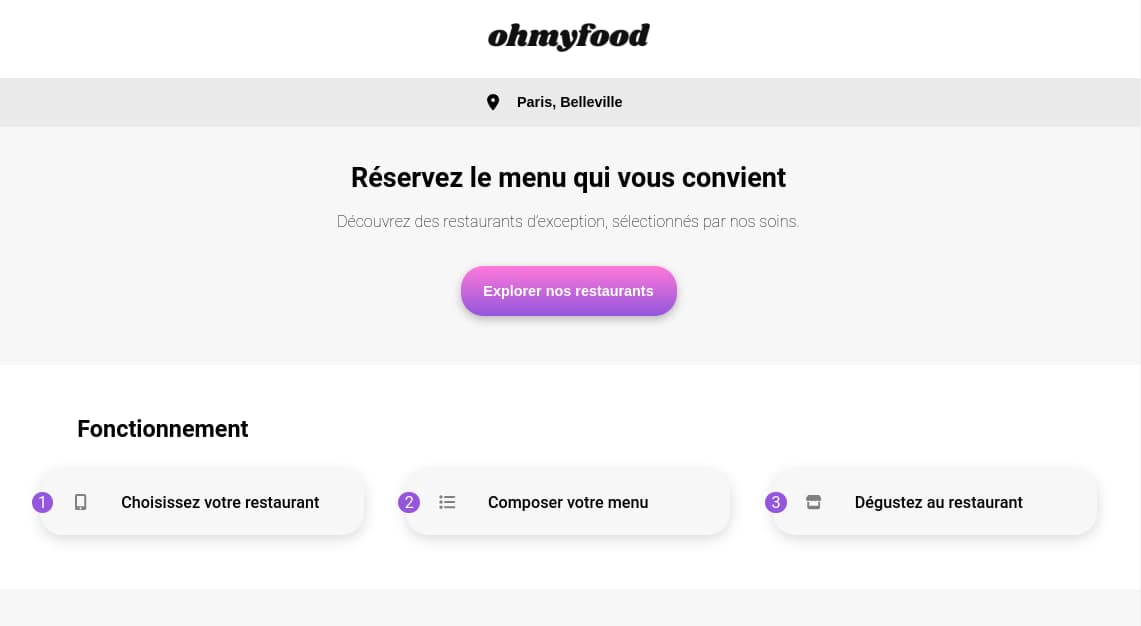 ohmyfood
Paris, Belleville
Réservez le menu qui vous convient
Découvrez des restaurants d'exception, sélectionnés par nos soins.
Explorer nos restaurants
Fonctionnement
1 Choisissez votre restaurant
2 Composer votre menu
3 Dégustez au restaurant